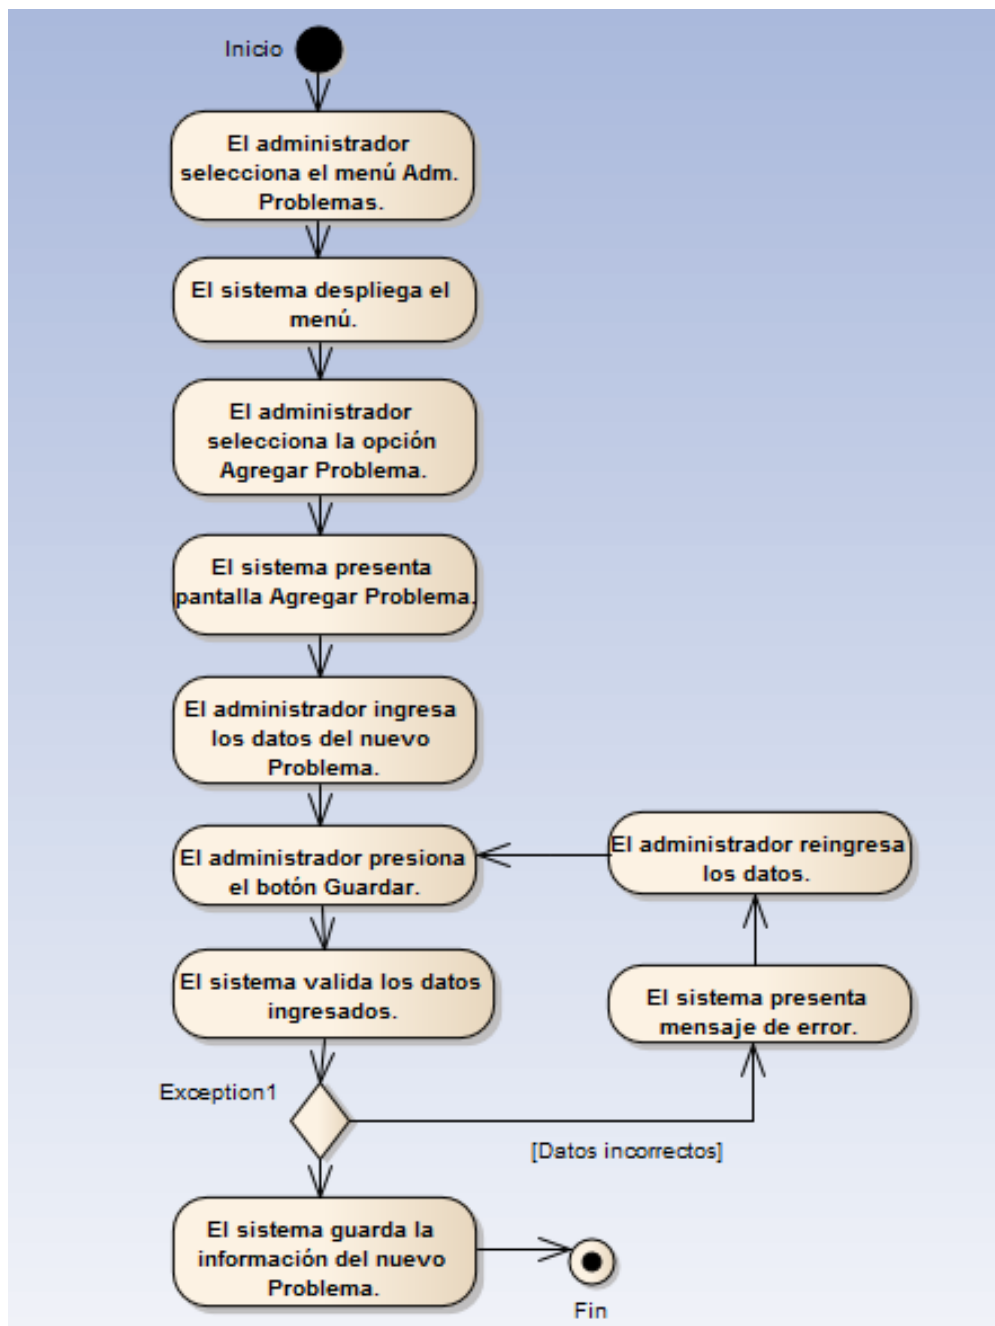 Inicio
El administrador
selecciona el menú Adm.
Problemas.
El sistema despliega el
menú.
El administrador
selecciona la opción
Agregar Problema.
El sistema presenta
pantalla Agregar Problema.
El administrador ingresa
los datos del nuevo
Problema.
El administrador presiona
el botón Guardar.
El administrador reingresa
los datos.
El sistema valida los datos
ingresados.
El sistema presenta
mensaje de error.
Exception1
[Datos incorrectos]
El sistema guarda la
información del nuevo
Problema.
Fin